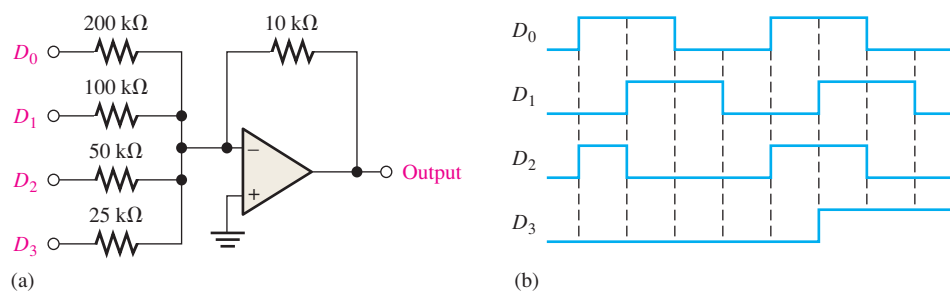 200 kΩ
10 kΩ
D0
100 kΩ
D1
50 kΩ
D2
−
+
Output
25 kΩ
D3
(a)
D0
D1
D2
D3
(b)